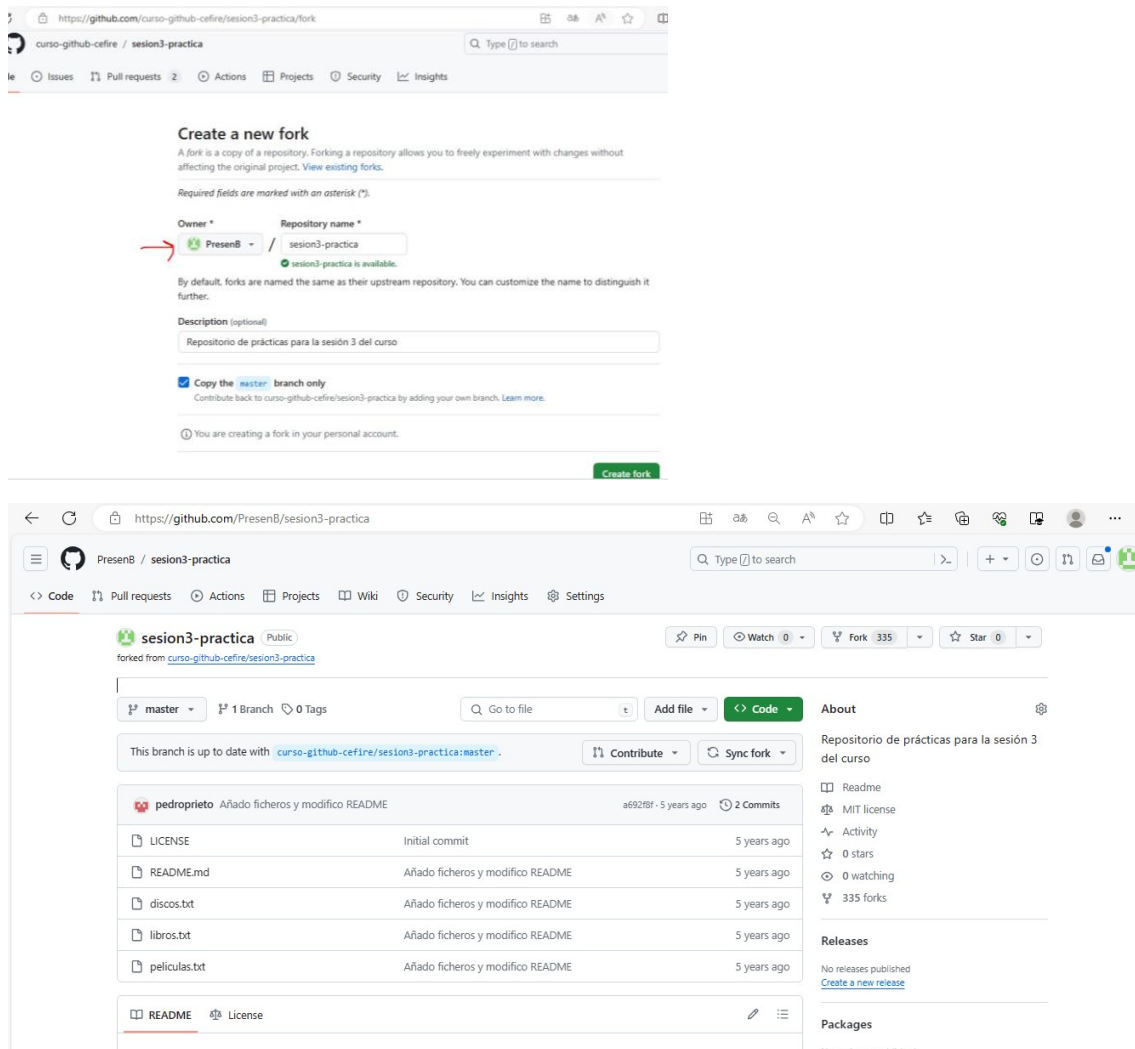 https://github.com/curso-github-cefire/sesion3-practica/fork
curso-github-cefire / sesion3-practica
Type / to search
Issues Pull requests 2 Actions Projects Security Insights
Create a new fork
A fork is a copy of a repository. Forking a repository allows you to freely experiment with changes without
affecting the original project. View existing forks.
Required fields are marked with an asterisk (*).
Owner * Repository name *
PresenB / sesion3-practica
sesion3-practica is available.
By default, forks are named the same as their upstream repository. You can customize the name to distinguish it
further.
Description (optional)
Repositorio de prácticas para la sesión 3 del curso
Copy the master branch only
Contribute back to curso-github-cefire/sesion3-practica by adding your own branch. Learn more.
You are creating a fork in your personal account.
Create fork
https://github.com/PresenB/sesion3-practica
PresenB / sesion3-practica
Type / to search
<> Code Pull requests Actions Projects Wiki Security Insights Settings
sesion3-practica Public
Pin Watch 0 Fork 335 Star 0
forked from curso-github-cefire/sesion3-practica
master 1 Branch 0 Tags Go to file t Add file <> Code
This branch is up to date with curso-github-cefire/sesion3-practica:master . Contribute Sync fork
pedroprieto Añado ficheros y modifico README a692f8f · 5 years ago 2 Commits
LICENSE Initial commit 5 years ago
README.md Añado ficheros y modifico README 5 years ago
discos.txt Añado ficheros y modifico README 5 years ago
libros.txt Añado ficheros y modifico README 5 years ago
peliculas.txt Añado ficheros y modifico README 5 years ago
README License
About
Repositorio de prácticas para la sesión 3
del curso
Readme
MIT license
Activity
0 stars
0 watching
335 forks
Releases
No releases published
Create a new release
Packages